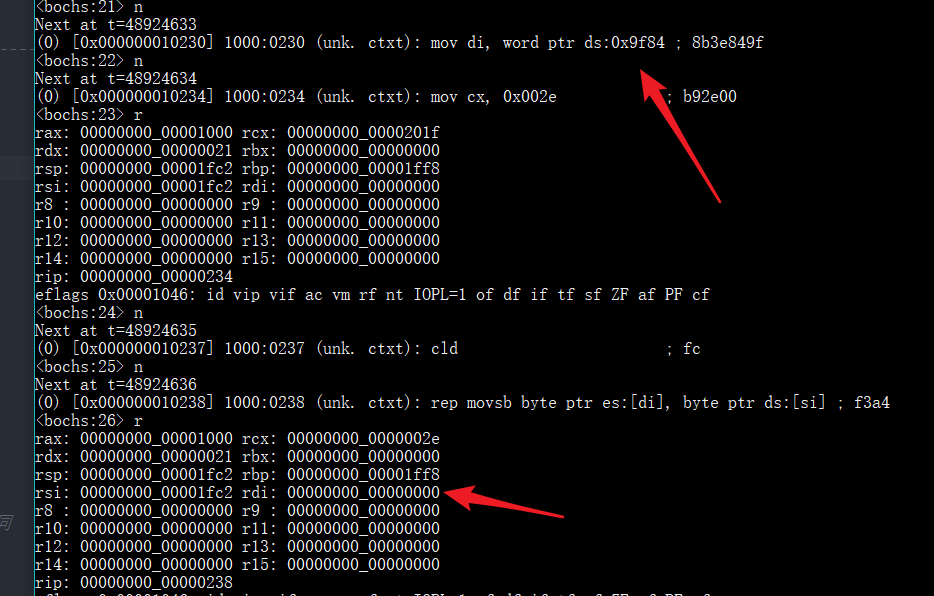 <bochs:21> n
Next at t=48924633
(0) [0x000000010230] 1000:0230 (unk. ctxt): mov di, word ptr ds:0x9f84 ; 8b3e849f
<bochs:22> n
Next at t=48924634
(0) [0x000000010234] 1000:0234 (unk. ctxt): mov cx, 0x002e ; b92e00
<bochs:23> r
rax: 00000000_00001000 rcx: 00000000_0000201f
rdx: 00000000_00000021 rbx: 00000000_00000000
rsp: 00000000_00001fc2 rbp: 00000000_00001ff8
rsi: 00000000_00001fc2 rdi: 00000000_00000000
r8 : 00000000_00000000 r9 : 00000000_00000000
r10: 00000000_00000000 r11: 00000000_00000000
r12: 00000000_00000000 r13: 00000000_00000000
r14: 00000000_00000000 r15: 00000000_00000000
rip: 00000000_00000234
eflags 0x00001046: id vip vif ac vm rf nt IOPL=1 of df if tf sf ZF af PF cf
<bochs:24> n
Next at t=48924635
(0) [0x000000010237] 1000:0237 (unk. ctxt): cld ; fc
<bochs:25> n
Next at t=48924636
(0) [0x000000010238] 1000:0238 (unk. ctxt): rep movsb byte ptr es:[di], byte ptr ds:[si] ; f3a4
<bochs:26> r
rax: 00000000_00001000 rcx: 00000000_0000002e
rdx: 00000000_00000021 rbx: 00000000_00000000
rsp: 00000000_00001fc2 rbp: 00000000_00001ff8
rsi: 00000000_00001fc2 rdi: 00000000_00000000
r8 : 00000000_00000000 r9 : 00000000_00000000
r10: 00000000_00000000 r11: 00000000_00000000
r12: 00000000_00000000 r13: 00000000_00000000
r14: 00000000_00000000 r15: 00000000_00000000
rip: 00000000_00000238